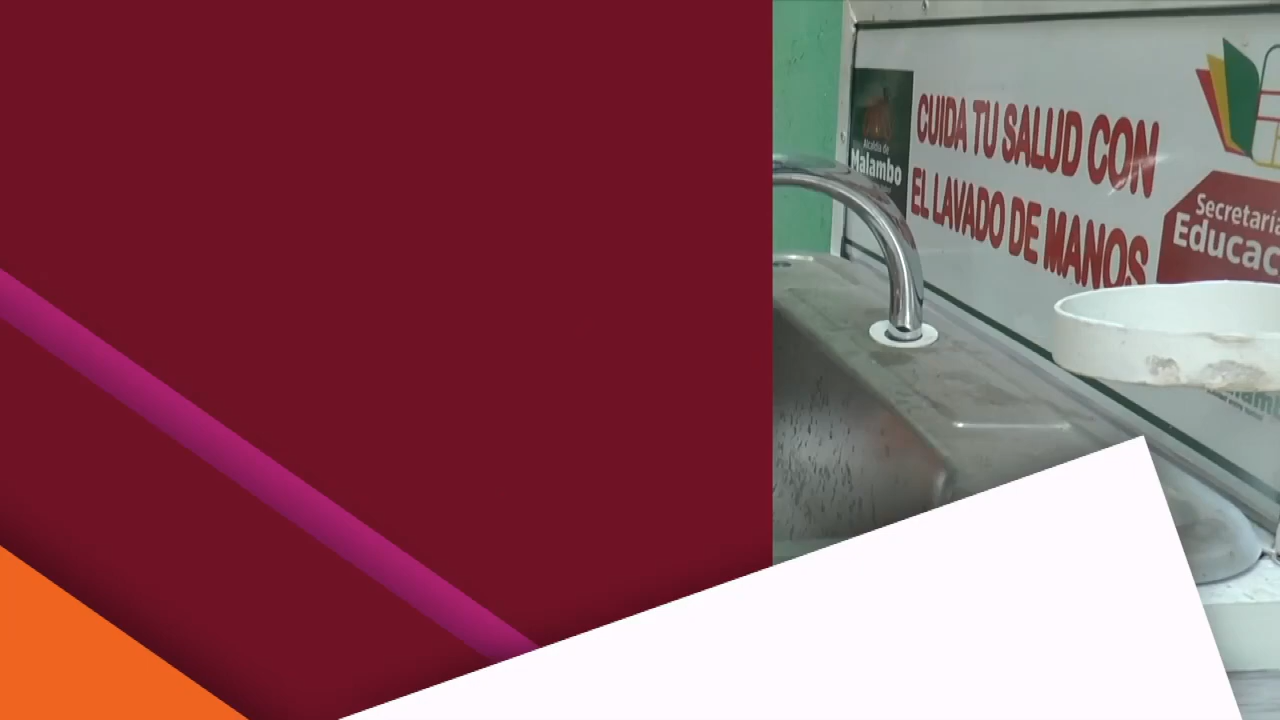 Alcaldía de
Malambo
CUIDA TU SALUD CON
EL LAVADO DE MANOS
Secretaría
Educac